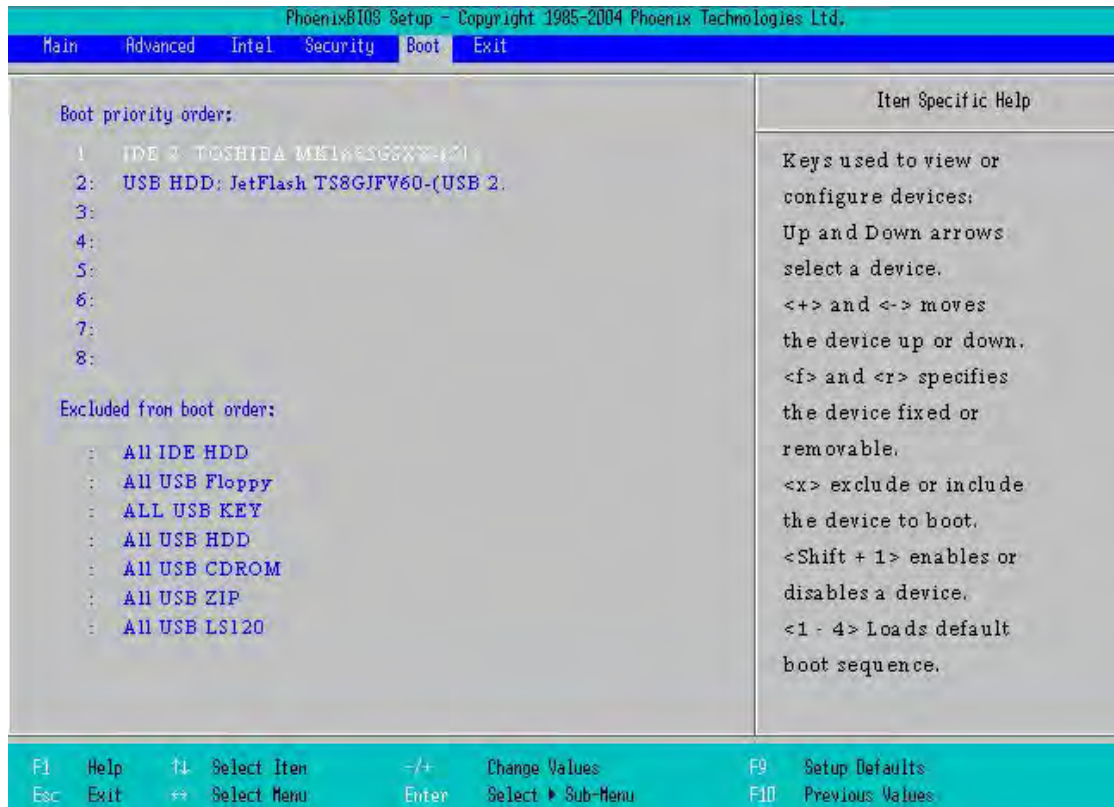 PhoenixBIOS Setup - Copyright 1985-2004 Phoenix Technologies Ltd.
Main Advanced Intel Security Boot Exit
Boot priority order:
1 IDE 2 TOSHIBA
2: USB HDD: JetFlash TS8GJFV60-(USB 2.
3:
4:
5:
6:
7:
8:
Excluded from boot order:
: All IDE HDD
: All USB Floppy
: ALL USB KEY
: All USB HDD
: All USB CDROM
: All USB ZIP
: All USB LS120
Item Specific Help
Keys used to view or
configure devices:
Up and Down arrows
select a device.
<+> and <-> moves
the device up or down.
<f> and <r> specifies
the device fixed or
removable.
<x> exclude or include
the device to boot.
<Shift + 1> enables or
disables a device.
<1 - 4> Loads default
boot sequence.
F1 Help ↑↓ Select Item -/+ Change Values F9 Setup Defaults
Esc Exit ↔ Select Menu Enter Select ▶ Sub-Menu F10 Previous Values